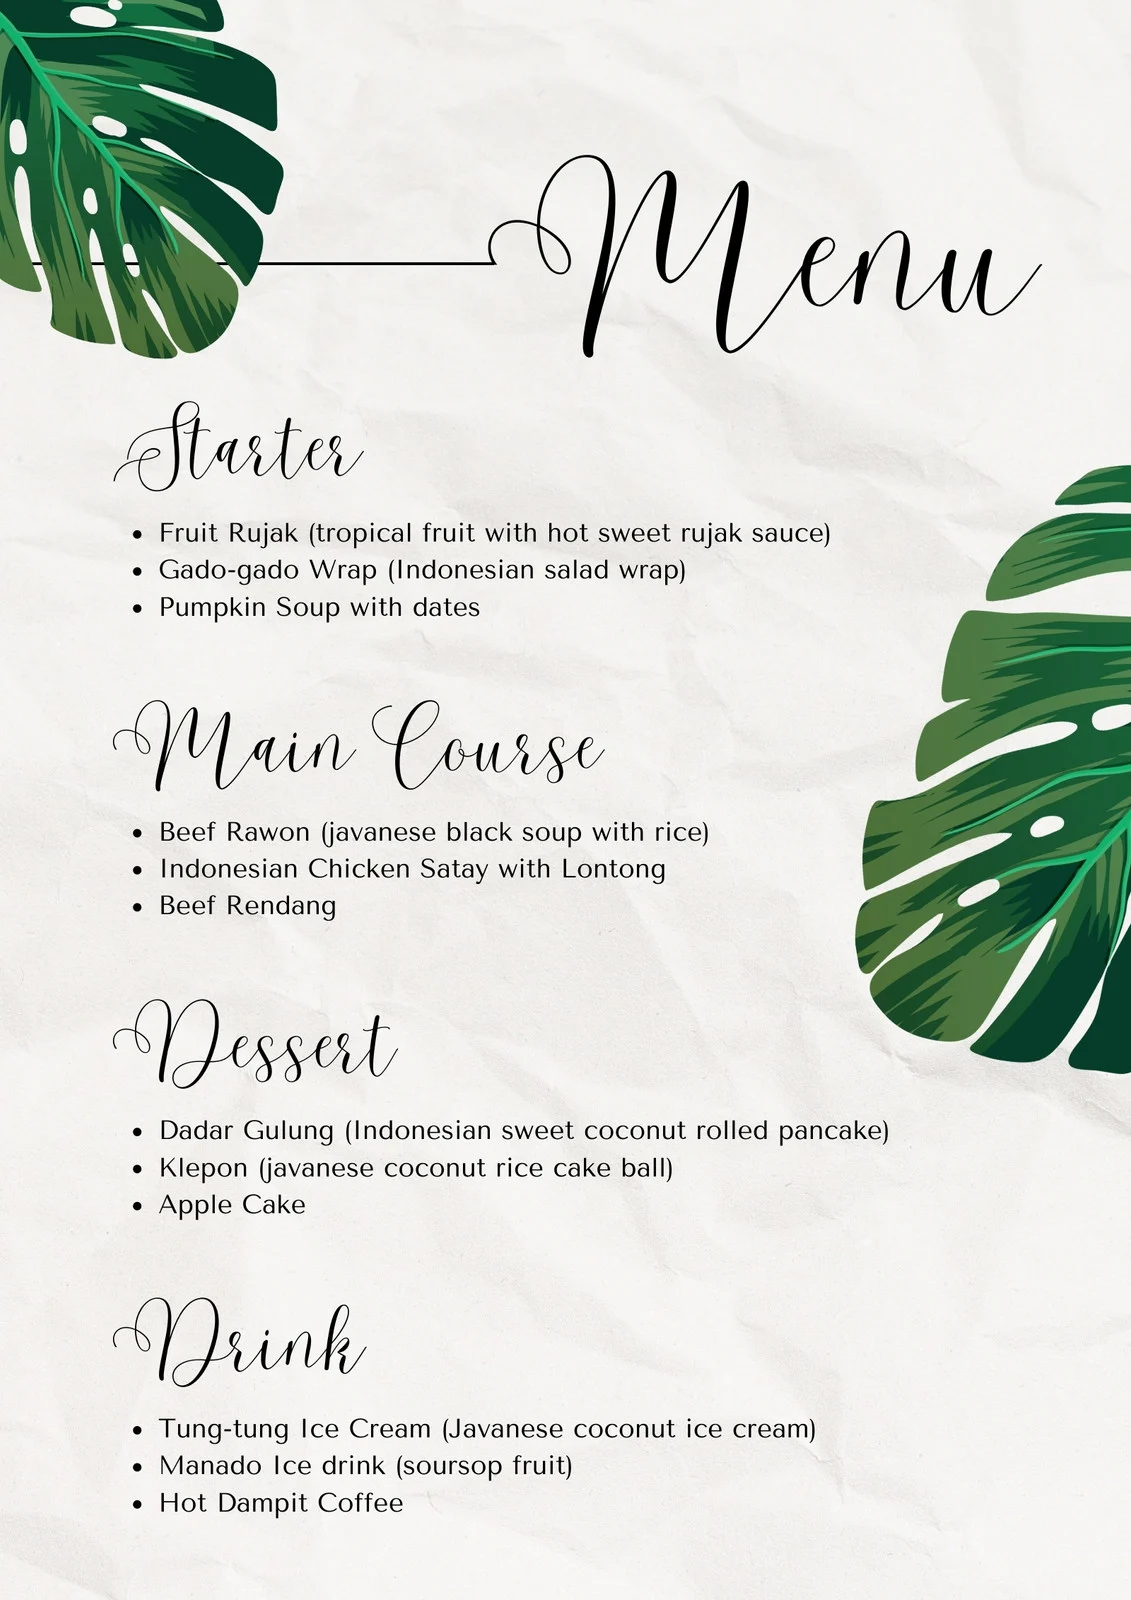 Menu
Starter
• Fruit Rujak (tropical fruit with hot sweet rujak sauce)
• Gado-gado Wrap (Indonesian salad wrap)
• Pumpkin Soup with dates
Main Course
• Beef Rawon (javanese black soup with rice)
• Indonesian Chicken Satay with Lontong
• Beef Rendang
Dessert
• Dadar Gulung (Indonesian sweet coconut rolled pancake)
• Klepon (javanese coconut rice cake ball)
• Apple Cake
Drink
• Tung-tung Ice Cream (Javanese coconut ice cream)
• Manado Ice drink (soursop fruit)
• Hot Dampit Coffee